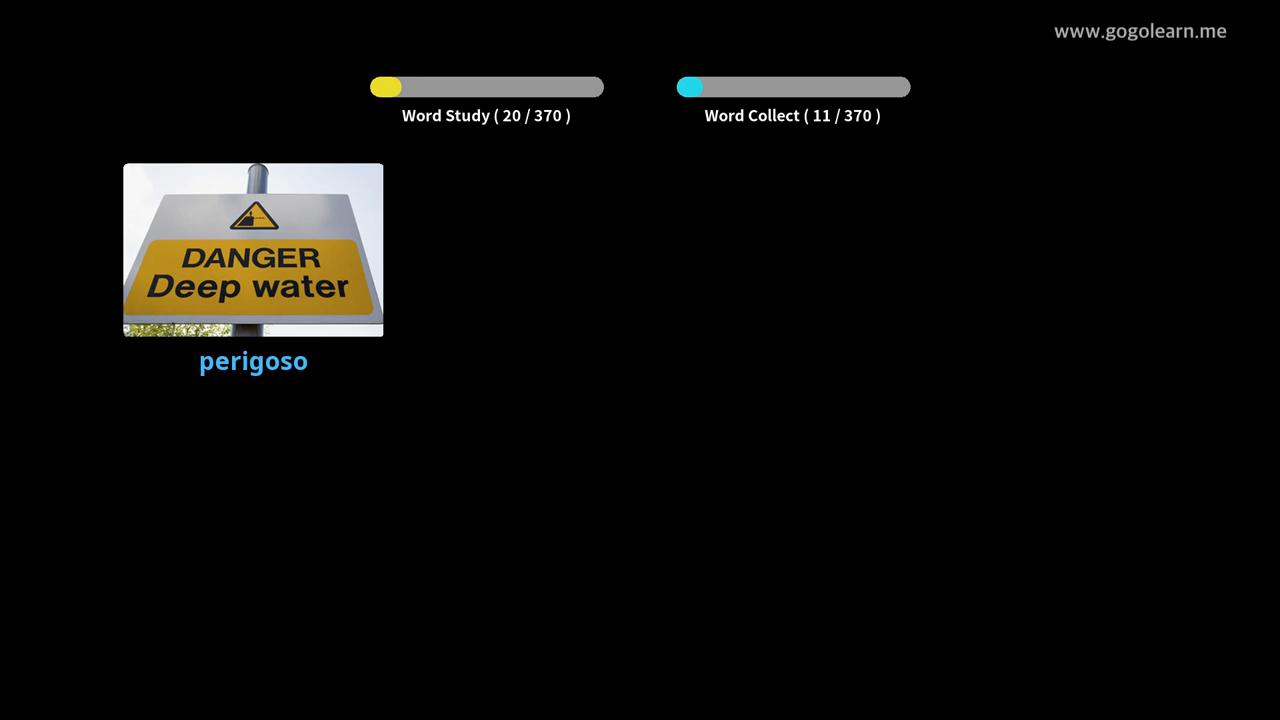 www.gogolearn.me
Word Study ( 20 / 370 )
Word Collect ( 11 / 370 )
DANGER
Deep water
perigoso